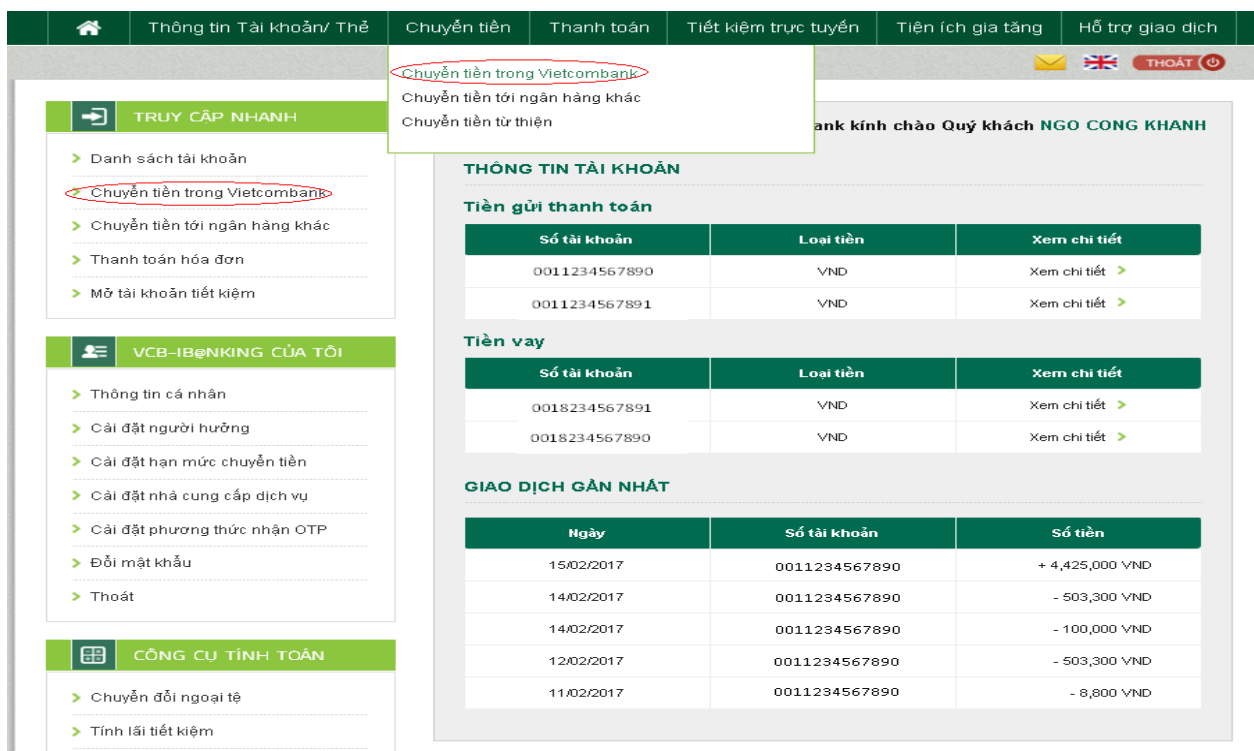 Thông tin Tài khoản/ Thẻ Chuyển tiền Thanh toán Tiết kiệm trực tuyến Tiện ích gia tăng Hỗ trợ giao dịch
Chuyển tiền trong Vietcombank
Chuyển tiền tới ngân hàng khác
Chuyển tiền từ thiện
THOÁT
TRUY CẬP NHANH
Danh sách tài khoản
Chuyển tiền trong Vietcombank
Chuyển tiền tới ngân hàng khác
Thanh toán hóa đơn
Mở tài khoản tiết kiệm
VCB-IB@NKING CỦA TÔI
Thông tin cá nhân
Cài đặt người hưởng
Cài đặt hạn mức chuyển tiền
Cài đặt nhà cung cấp dịch vụ
Cài đặt phương thức nhận OTP
Đổi mật khẩu
Thoát
CÔNG CỤ TÍNH TOÁN
Chuyển đổi ngoại tệ
Tính lãi tiết kiệm
ank kính chào Quý khách NGO CONG KHANH
THÔNG TIN TÀI KHOẢN
Tiền gửi thanh toán
Số tài khoản Loại tiền Xem chi tiết
0011234567890 VND Xem chi tiết
0011234567891 VND Xem chi tiết
Tiền vay
Số tài khoản Loại tiền Xem chi tiết
0018234567891 VND Xem chi tiết
0018234567890 VND Xem chi tiết
GIAO DỊCH GẦN NHẤT
Ngày Số tài khoản Số tiền
15/02/2017 0011234567890 + 4,425,000 VND
14/02/2017 0011234567890 - 503,300 VND
14/02/2017 0011234567890 - 100,000 VND
12/02/2017 0011234567890 - 503,300 VND
11/02/2017 0011234567890 - 8,800 VND